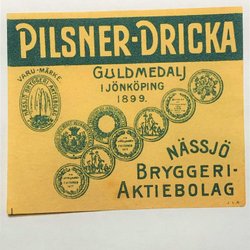 PILSNER-DRICKA
VARU-MÄRKE
GULDMEDALJ
I JÖNKÖPING
1899.
NÄSSJÖ
BRYGGERI-
AKTIEBOLAG